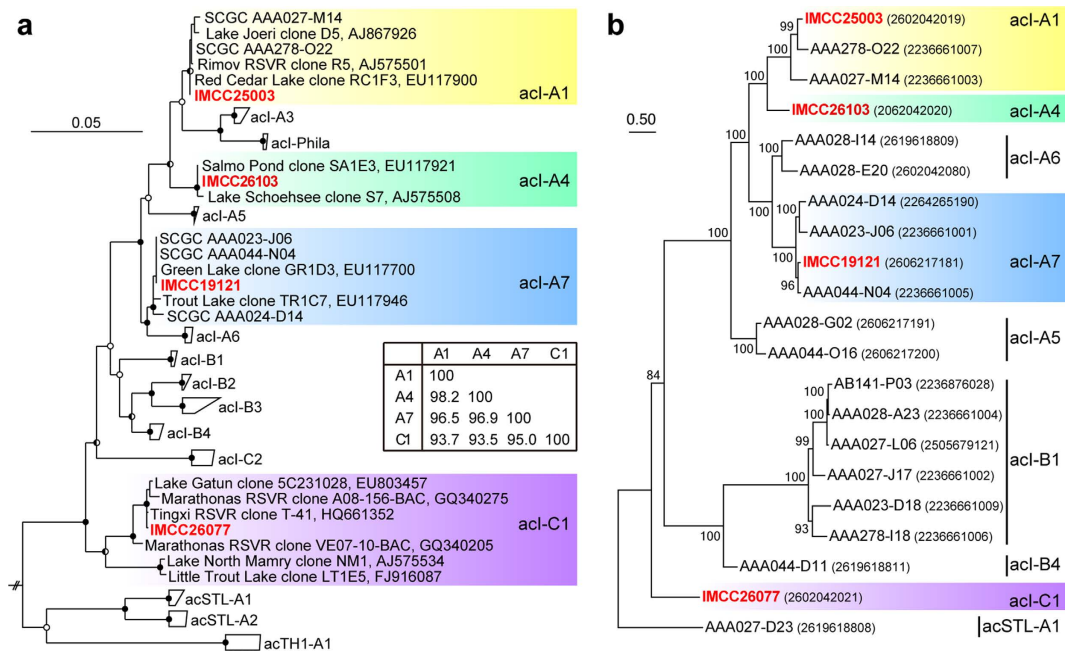 a
SCGC AAA027-M14
Lake Joeri clone D5, AJ867926
SCGC AAA278-O22
Rimov RSVR clone R5, AJ575501
Red Cedar Lake clone RC1F3, EU117900
IMCC25003
acI-A1
acI-A3
acI-Phila
0.05
Salmo Pond clone SA1E3, EU117921
IMCC26103
acI-A4
Lake Schoehsee clone S7, AJ575508
acI-A5
SCGC AAA023-J06
SCGC AAA044-N04
Green Lake clone GR1D3, EU117700
IMCC19121
acI-A7
Trout Lake clone TR1C7, EU117946
SCGC AAA024-D14
acI-A6
acI-B1
acI-B2
acI-B3
acI-B4
acI-C2
A1 A4 A7 C1
A1 100
A4 98.2 100
A7 96.5 96.9 100
C1 93.7 93.5 95.0 100
Lake Gatun clone 5C231028, EU803457
Marathonas RSVR clone A08-156-BAC, GQ340275
Tingxi RSVR clone T-41, HQ661352
acI-C1
IMCC26077
Marathonas RSVR clone VE07-10-BAC, GQ340205
Lake North Mamry clone NM1, AJ575534
Little Trout Lake clone LT1E5, FJ916087
acSTL-A1
acSTL-A2
acTH1-A1
b
IMCC25003 (2602042019)
acI-A1
99
AAA278-O22 (2236661007)
100
AAA027-M14 (2236661003)
100
IMCC26103 (2062042020)
acI-A4
0.50
100
AAA028-I14 (2619618809)
100
acI-A6
AAA028-E20 (2602042080)
AAA024-D14 (2264265190)
100
AAA023-J06 (2236661001)
100
100
IMCC19121 (2606217181)
acI-A7
96
AAA044-N04 (2236661005)
AAA028-G02 (2606217191)
acI-A5
100
AAA044-O16 (2606217200)
84
AB141-P03 (2236876028)
100
100
AAA028-A23 (2236661004)
99
AAA027-L06 (2505679121)
acI-B1
100
AAA027-J17 (2236661002)
AAA023-D18 (2236661009)
93
AAA278-I18 (2236661006)
100
AAA044-D11 (2619618811)
acI-B4
IMCC26077 (2602042021)
acI-C1
AAA027-D23 (2619618808)
acSTL-A1